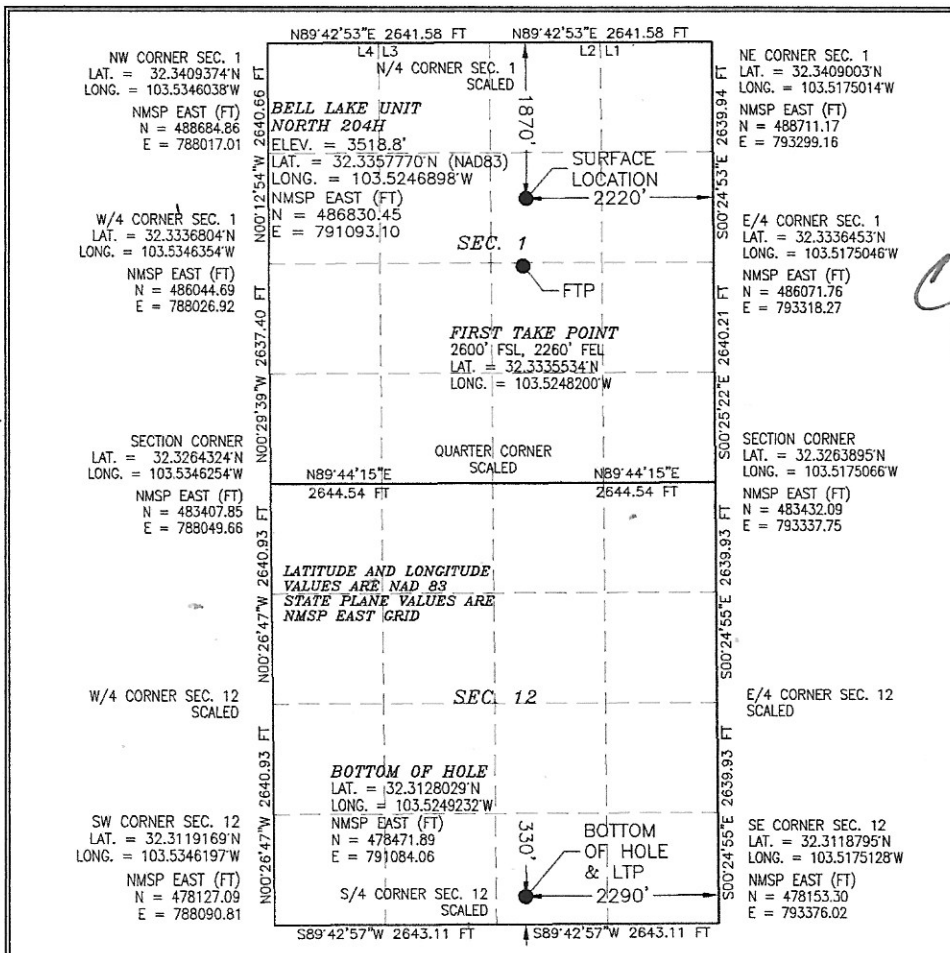 N89°42'53"E 2641.58 FT
N89°42'53"E 2641.58 FT
NW CORNER SEC. 1
LAT. = 32.3409374'N
LONG. = 103.5346038'W
NMSP EAST (FT)
N = 488684.86
E = 788017.01
L4 L3
N/4 CORNER SEC. 1
SCALED
L2 L1
NE CORNER SEC. 1
LAT. = 32.3409003'N
LONG. = 103.5175014'W
NMSP EAST (FT)
N = 488711.17
E = 793299.16
N00°12'54"W 2640.66 FT
BELL LAKE UNIT
NORTH 204H
ELEV. = 3518.8'
LAT. = 32.3357770'N (NAD83)
LONG. = 103.5246898'W
NMSP EAST (FT)
N = 486830.45
E = 791093.10
1870'
SURFACE
LOCATION
2220'
S00°24'53"E 2639.94 FT
W/4 CORNER SEC. 1
LAT. = 32.3336804'N
LONG. = 103.5346354'W
NMSP EAST (FT)
N = 486044.69
E = 788026.92
SEC. 1
FTP
E/4 CORNER SEC. 1
LAT. = 32.3336453'N
LONG. = 103.5175046'W
NMSP EAST (FT)
N = 486071.76
E = 793318.27
N00°29'39"W 2637.40 FT
FIRST TAKE POINT
2600' FSL, 2260' FEL
LAT. = 32.3335534'N
LONG. = 103.5248200'W
S00°25'22"E 2640.21 FT
SECTION CORNER
LAT. = 32.3264324'N
LONG. = 103.5346254'W
NMSP EAST (FT)
N = 483407.85
E = 788049.66
QUARTER CORNER
SCALED
N89°44'15"E
2644.54 FT
N89°44'15"E
2644.54 FT
SECTION CORNER
LAT. = 32.3263895'N
LONG. = 103.5175066'W
NMSP EAST (FT)
N = 483432.09
E = 793337.75
N00°26'47"W 2640.93 FT
LATITUDE AND LONGITUDE
VALUES ARE NAD 83
STATE PLANE VALUES ARE
NMSP EAST GRID
S00°24'55"E 2639.93 FT
W/4 CORNER SEC. 12
SCALED
SEC. 12
E/4 CORNER SEC. 12
SCALED
N00°26'47"W 2640.93 FT
BOTTOM OF HOLE
LAT. = 32.3128029'N
LONG. = 103.5249232'W
NMSP EAST (FT)
N = 478471.89
E = 791084.06
330'
BOTTOM
OF HOLE
& LTP
2290'
S00°24'55"E 2639.93 FT
SW CORNER SEC. 12
LAT. = 32.3119169'N
LONG. = 103.5346197'W
NMSP EAST (FT)
N = 478127.09
E = 788090.81
S/4 CORNER SEC. 12
SCALED
SE CORNER SEC. 12
LAT. = 32.3118795'N
LONG. = 103.5175128'W
NMSP EAST (FT)
N = 478153.30
E = 793376.02
S89°42'57"W 2643.11 FT
S89°42'57"W 2643.11 FT